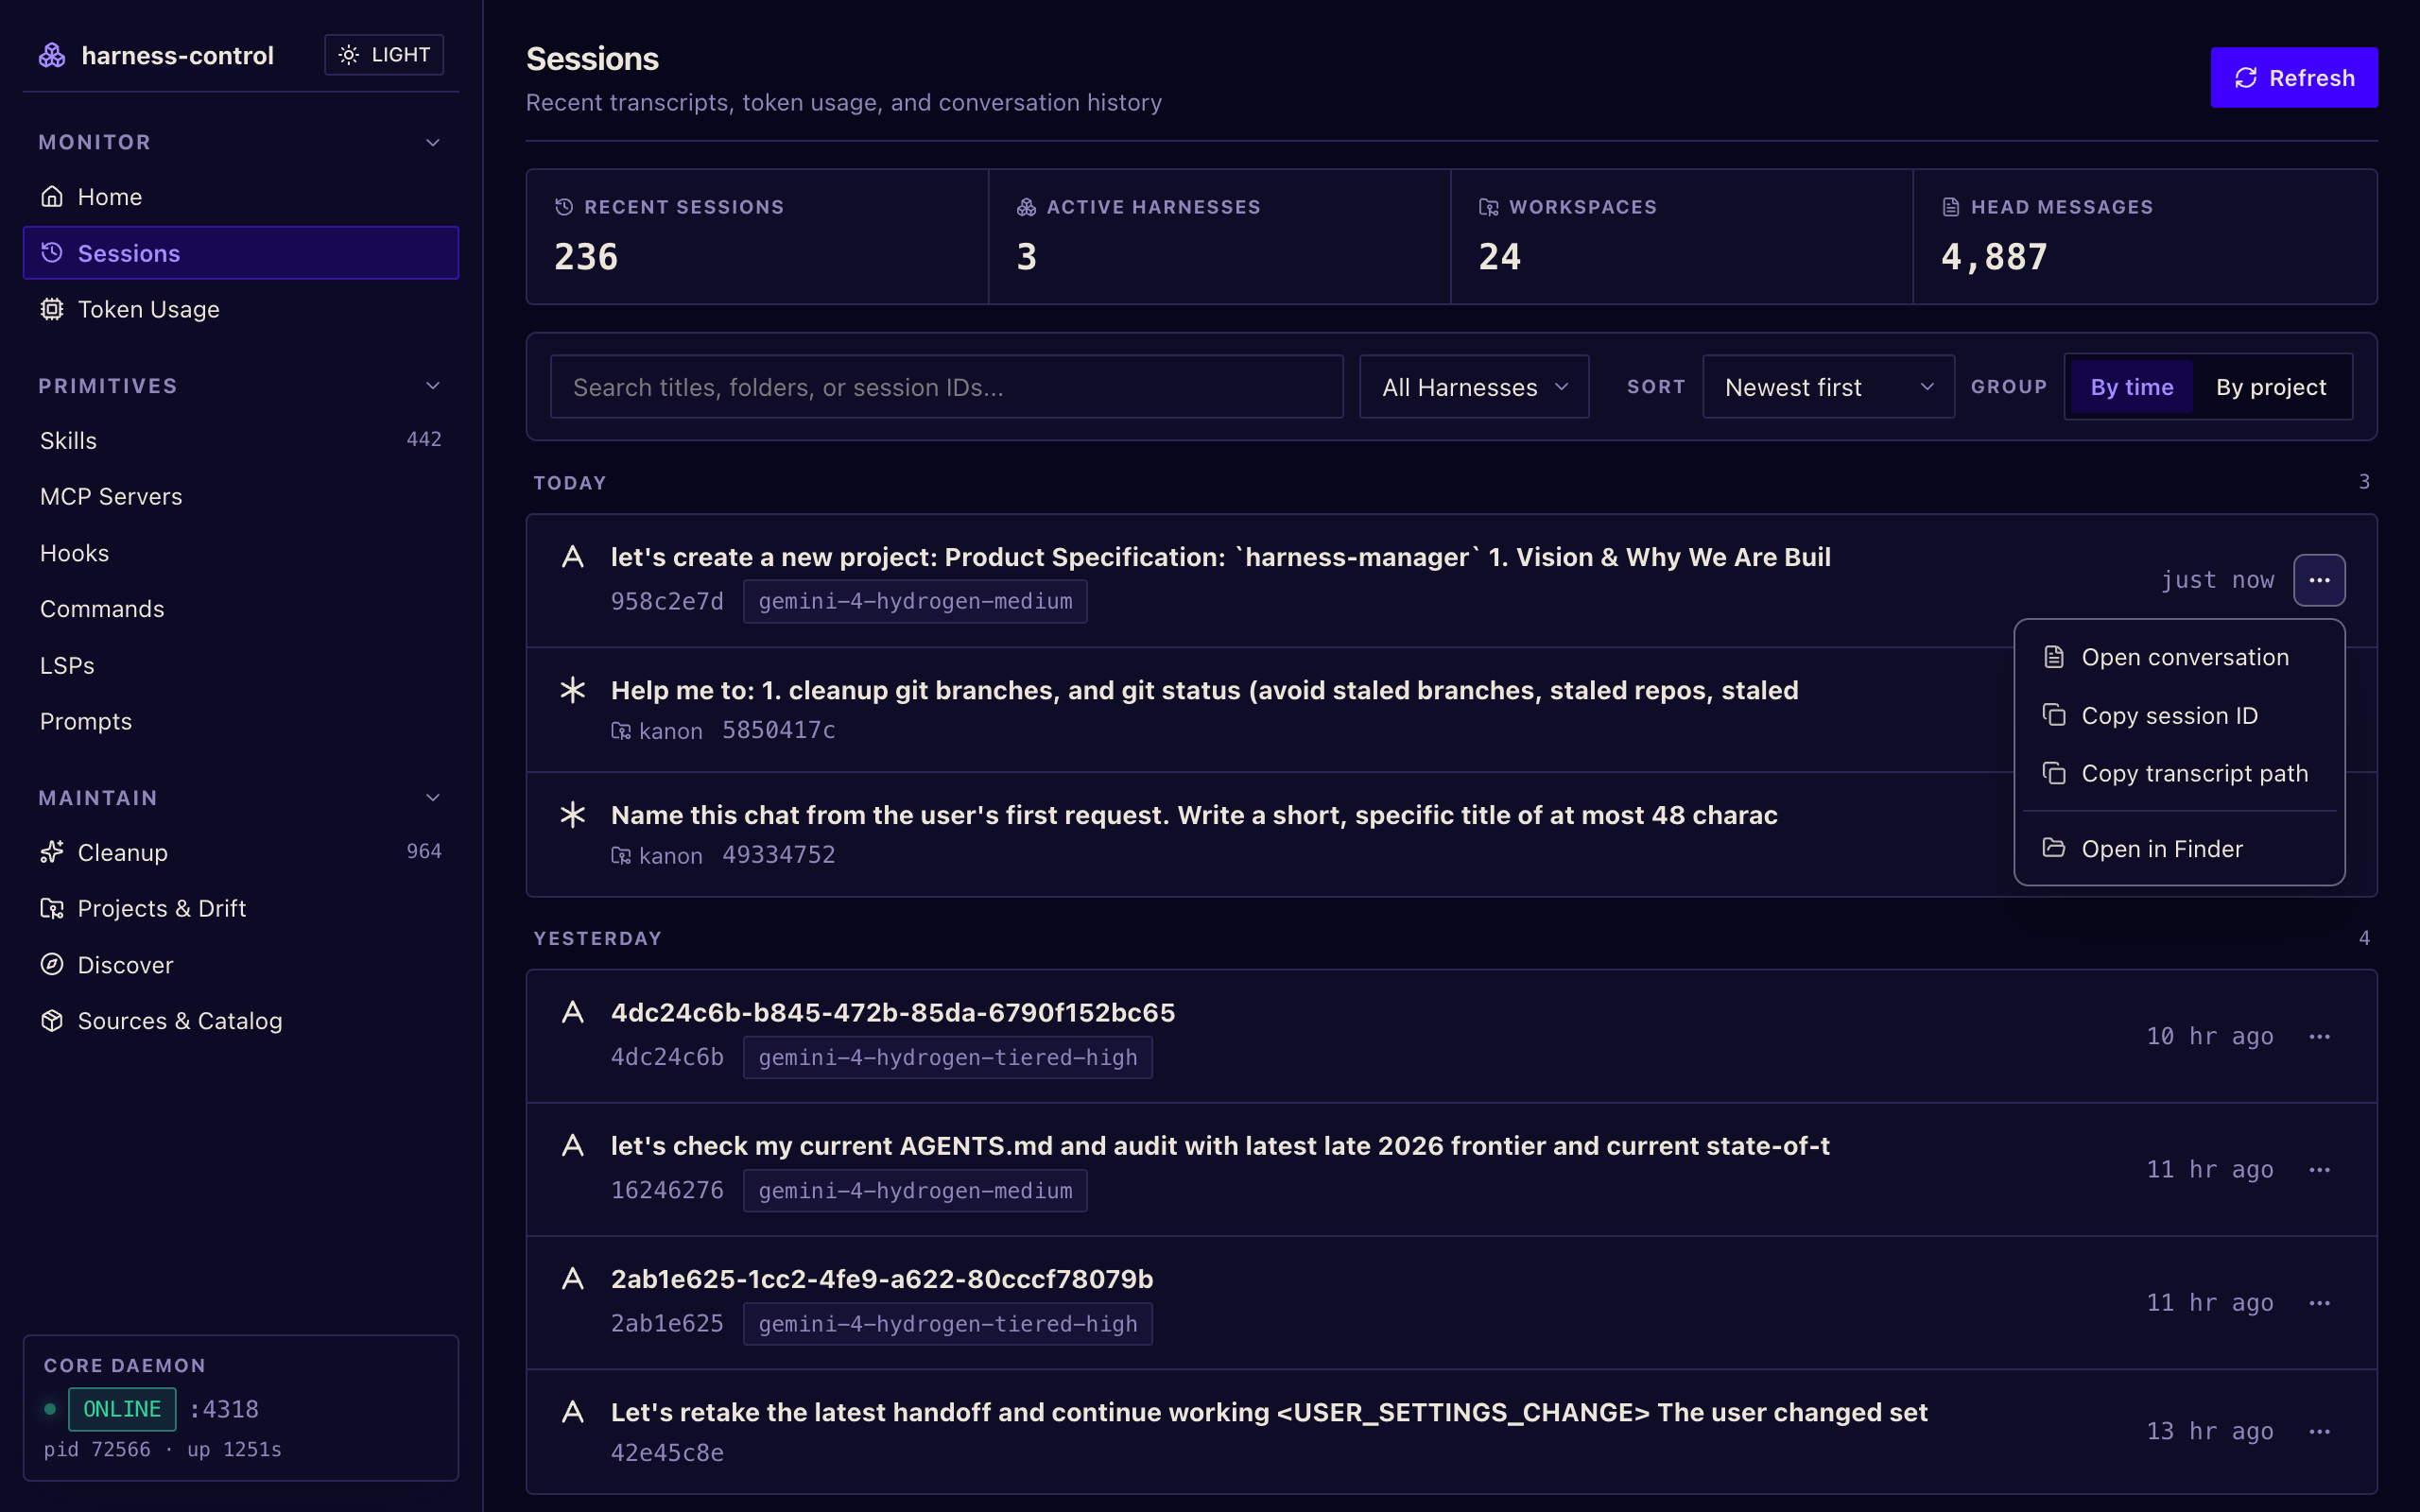 harness-control
LIGHT
MONITOR
Home
Sessions
Token Usage
PRIMITIVES
Skills 442
MCP Servers
Hooks
Commands
LSPs
Prompts
MAINTAIN
Cleanup 964
Projects & Drift
Discover
Sources & Catalog
CORE DAEMON
ONLINE :4318
pid 72566 · up 1251s
Sessions
Recent transcripts, token usage, and conversation history
Refresh
RECENT SESSIONS
236
ACTIVE HARNESSES
3
WORKSPACES
24
HEAD MESSAGES
4,887
Search titles, folders, or session IDs...
All Harnesses
SORT
Newest first
GROUP
By time
By project
TODAY 3
let's create a new project: Product Specification: `harness-manager` 1. Vision & Why We Are Buil
958c2e7d gemini-4-hydrogen-medium
just now
Open conversation
Copy session ID
Copy transcript path
Open in Finder
Help me to: 1. cleanup git branches, and git status (avoid staled branches, staled repos, staled
kanon 5850417c
Name this chat from the user's first request. Write a short, specific title of at most 48 charac
kanon 49334752
YESTERDAY 4
4dc24c6b-b845-472b-85da-6790f152bc65
4dc24c6b gemini-4-hydrogen-tiered-high
10 hr ago
let's check my current AGENTS.md and audit with latest late 2026 frontier and current state-of-t
16246276 gemini-4-hydrogen-medium
11 hr ago
2ab1e625-1cc2-4fe9-a622-80cccf78079b
2ab1e625 gemini-4-hydrogen-tiered-high
11 hr ago
Let's retake the latest handoff and continue working <USER_SETTINGS_CHANGE> The user changed set
42e45c8e
13 hr ago